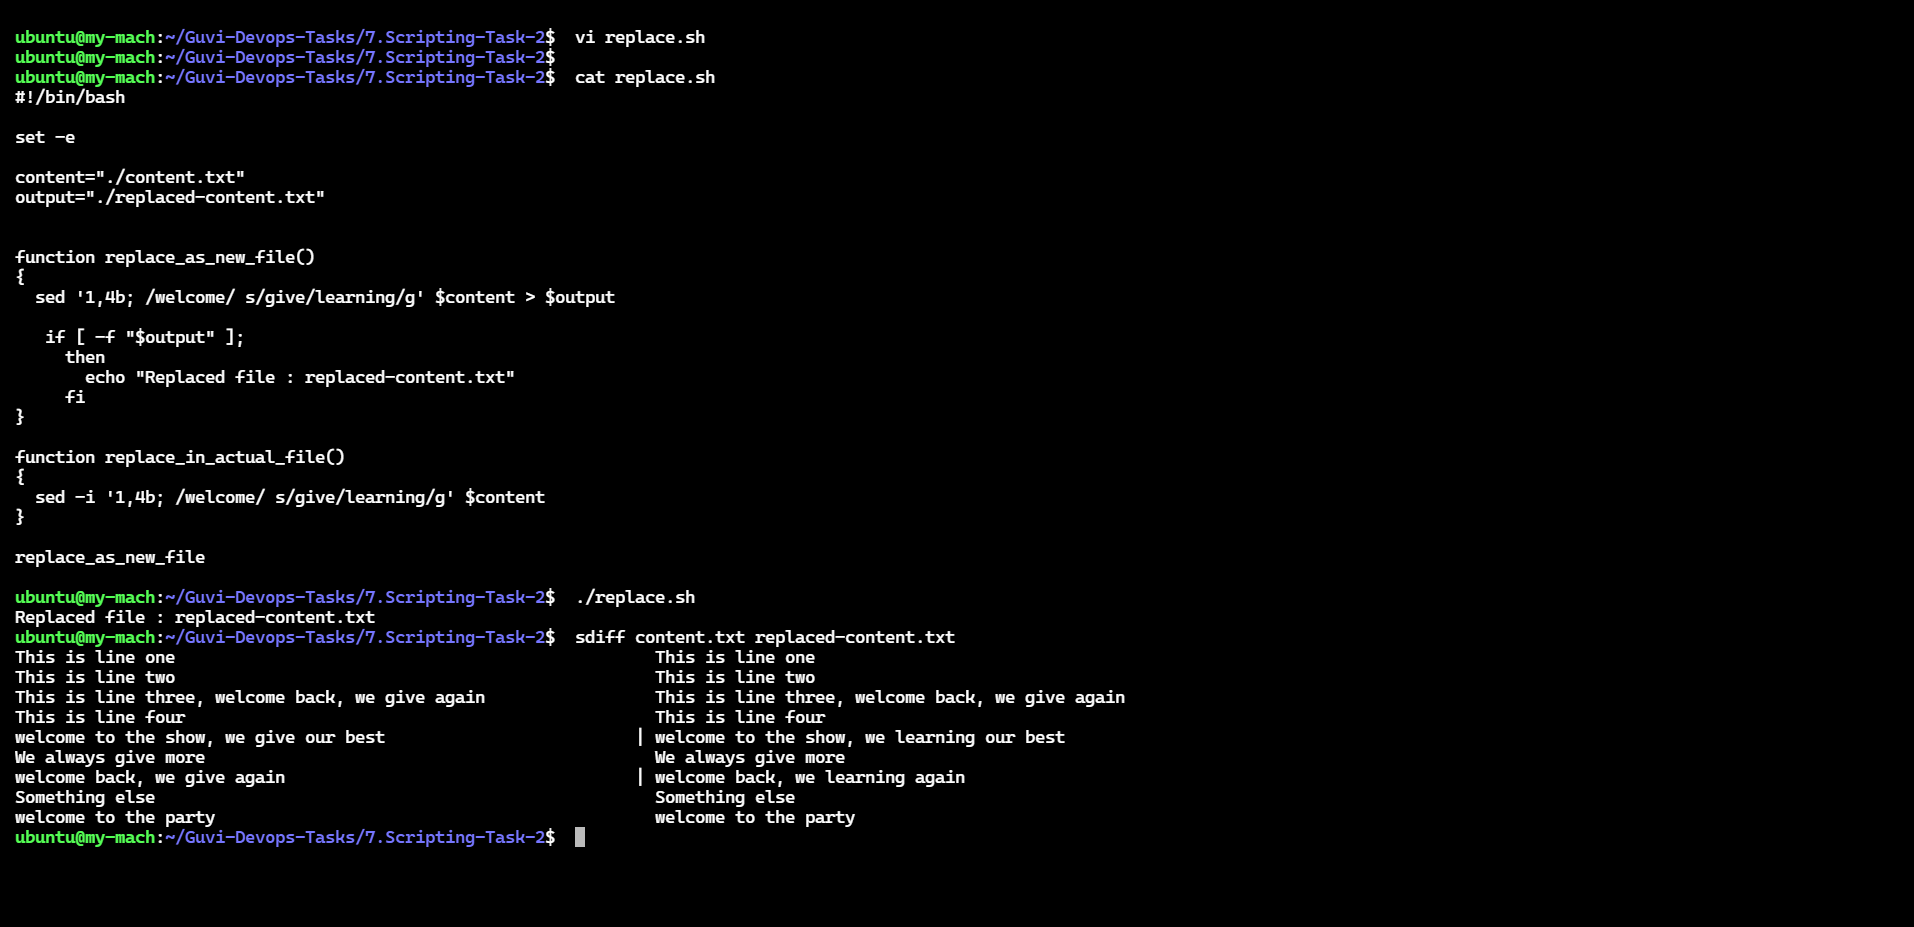 ubuntu@my-mach:~/Guvi-Devops-Tasks/7.Scripting-Task-2$  vi replace.sh
ubuntu@my-mach:~/Guvi-Devops-Tasks/7.Scripting-Task-2$
ubuntu@my-mach:~/Guvi-Devops-Tasks/7.Scripting-Task-2$  cat replace.sh
#!/bin/bash

set -e

content="./content.txt"
output="./replaced-content.txt"


function replace_as_new_file()
{
  sed '1,4b; /welcome/ s/give/learning/g' $content > $output

   if [ -f "$output" ];
     then
       echo "Replaced file : replaced-content.txt"
     fi
}

function replace_in_actual_file()
{
  sed -i '1,4b; /welcome/ s/give/learning/g' $content
}

replace_as_new_file

ubuntu@my-mach:~/Guvi-Devops-Tasks/7.Scripting-Task-2$  ./replace.sh
Replaced file : replaced-content.txt
ubuntu@my-mach:~/Guvi-Devops-Tasks/7.Scripting-Task-2$  sdiff content.txt replaced-content.txt
This is line one                                                This is line one
This is line two                                                This is line two
This is line three, welcome back, we give again                 This is line three, welcome back, we give again
This is line four                                               This is line four
welcome to the show, we give our best                         | welcome to the show, we learning our best
We always give more                                             We always give more
welcome back, we give again                                   | welcome back, we learning again
Something else                                                  Something else
welcome to the party                                            welcome to the party
ubuntu@my-mach:~/Guvi-Devops-Tasks/7.Scripting-Task-2$